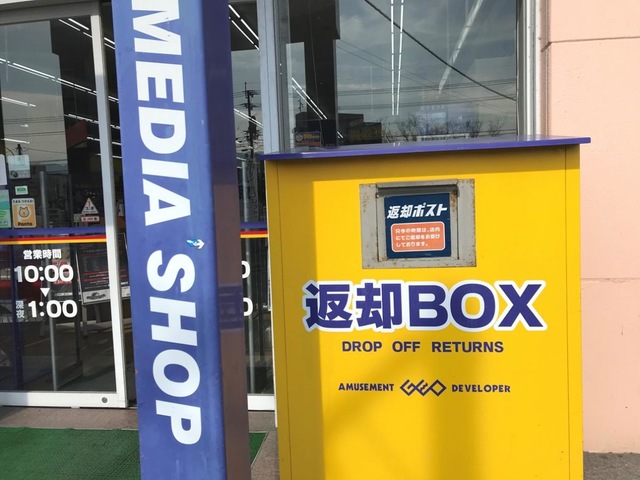 MEDIA SHOP
営業時間
10:00
深夜 1:00
返却ポスト
返却BOX
DROP OFF RETURNS
AMUSEMENT GEO DEVELOPER
Ponta